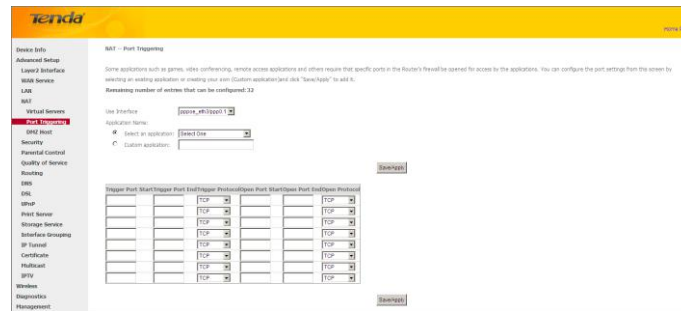 Tenda
Home
Device Info
Advanced Setup
Layer2 Interface
WAN Service
LAN
NAT
Virtual Servers
Port Triggering
DMZ Host
Security
Parental Control
Quality of Service
Routing
DNS
DSL
UPnP
Print Server
Storage Service
Interface Grouping
IP Tunnel
Certificate
Multicast
IPTV
Wireless
Diagnostics
Management
NAT -- Port Triggering
Some applications such as games, video conferencing, remote access applications and others require that specific ports in the Router's firewall be opened for access by the applications. You can configure the port settings from this screen by
selecting an existing application or creating your own (Custom application)and click "Save/Apply" to add it.
Remaining number of entries that can be configured: 32
Use Interface
Application Name:
Select an application: Select One
Custom application:
Save/Apply
Trigger Port Start Trigger Port End Trigger Protocol Open Port Start Open Port End Open Protocol
TCP TCP
TCP TCP
TCP TCP
TCP TCP
TCP TCP
TCP TCP
TCP TCP
TCP TCP
Save/Apply